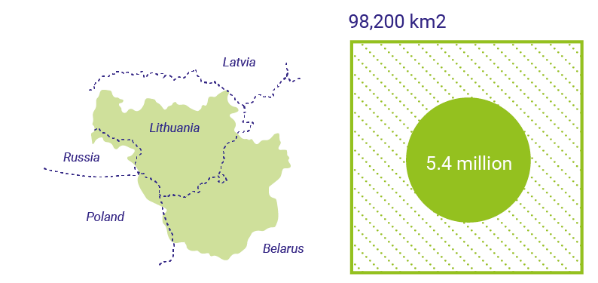 98,200 km2
Latvia
Lithuania
Russia
5.4 million
Poland
Belarus